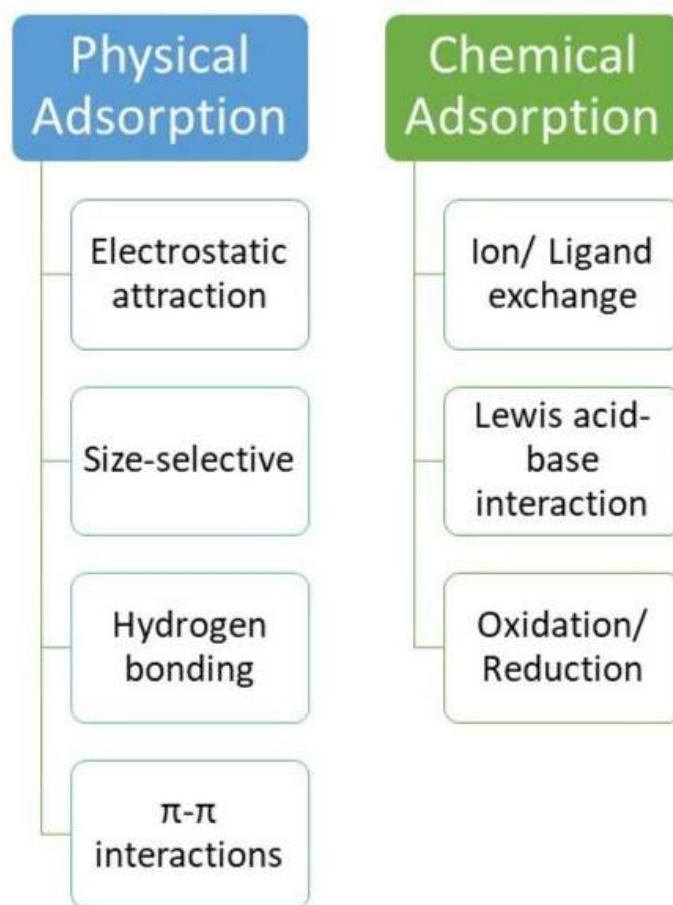 Physical
Adsorption
Electrostatic
attraction
Size-selective
Hydrogen
bonding
π-π
interactions
Chemical
Adsorption
Ion/ Ligand
exchange
Lewis acid-
base
interaction
Oxidation/
Reduction